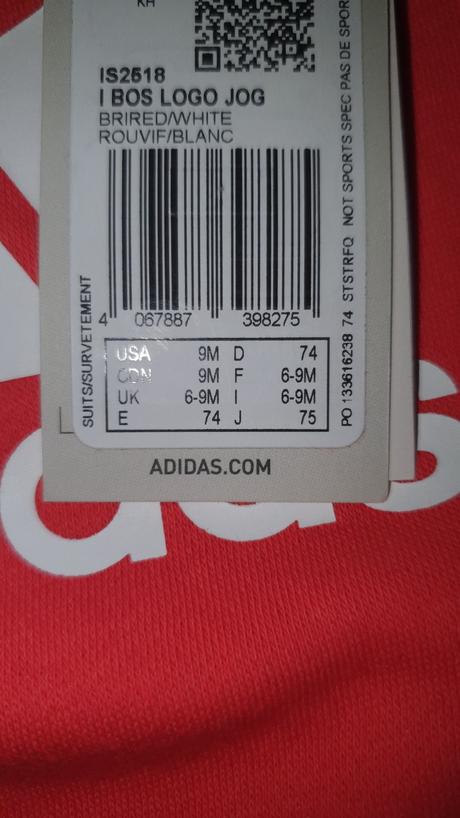 KH
IS2518
I BOS LOGO JOG
BRIRED/WHITE
ROUVIF/BLANC
4 067887 398275
USA 9M D 74
CDN 9M F 6-9M
UK 6-9M I 6-9M
E 74 J 75
SUITS/SURVETEMENT
PO 133616238 74 STSTRFQ NOT SPORTS SPEC PAS DE SPOR
ADIDAS.COM